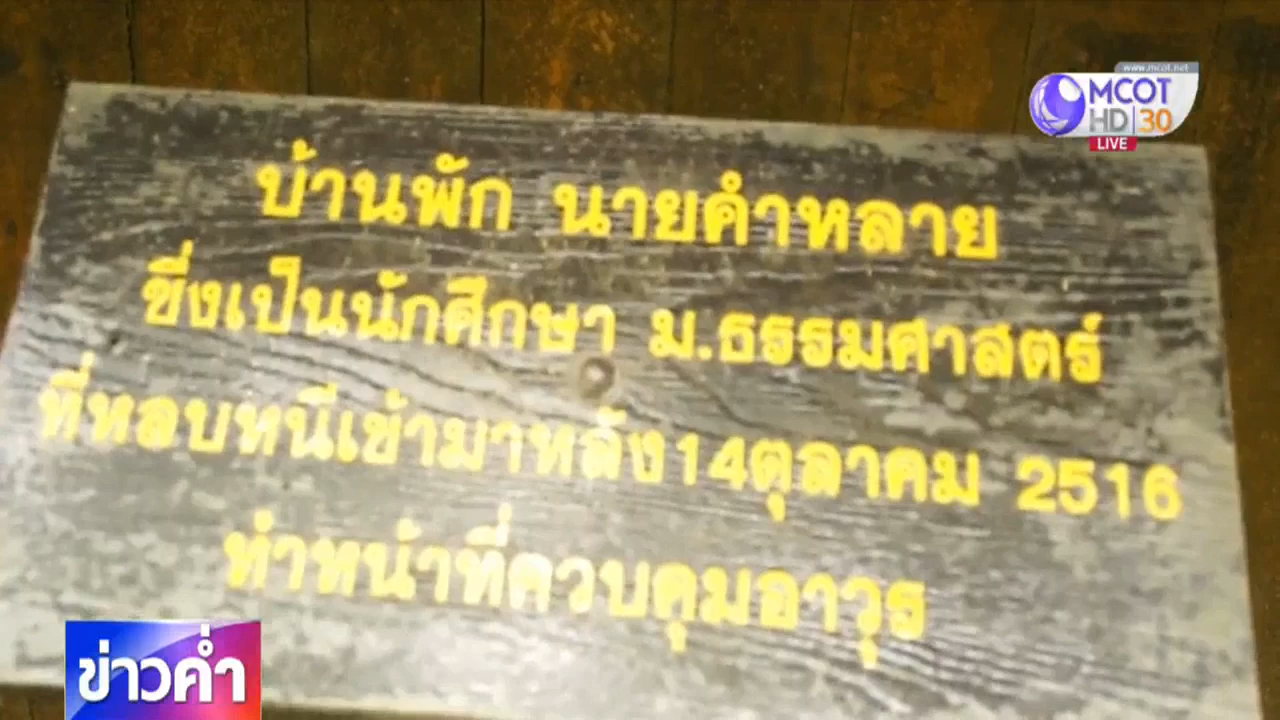 www.mcot.net
MCOT
HD 30
LIVE
บ้านพัก นายคำหลาย
ซึ่งเป็นนักศึกษา ม.ธรรมศาสตร์
ที่หลบหนีเข้ามาหลัง14ตุลาคม 2516
ทำหน้าที่ควบคุมอาวุธ
ข่าวค่ำ